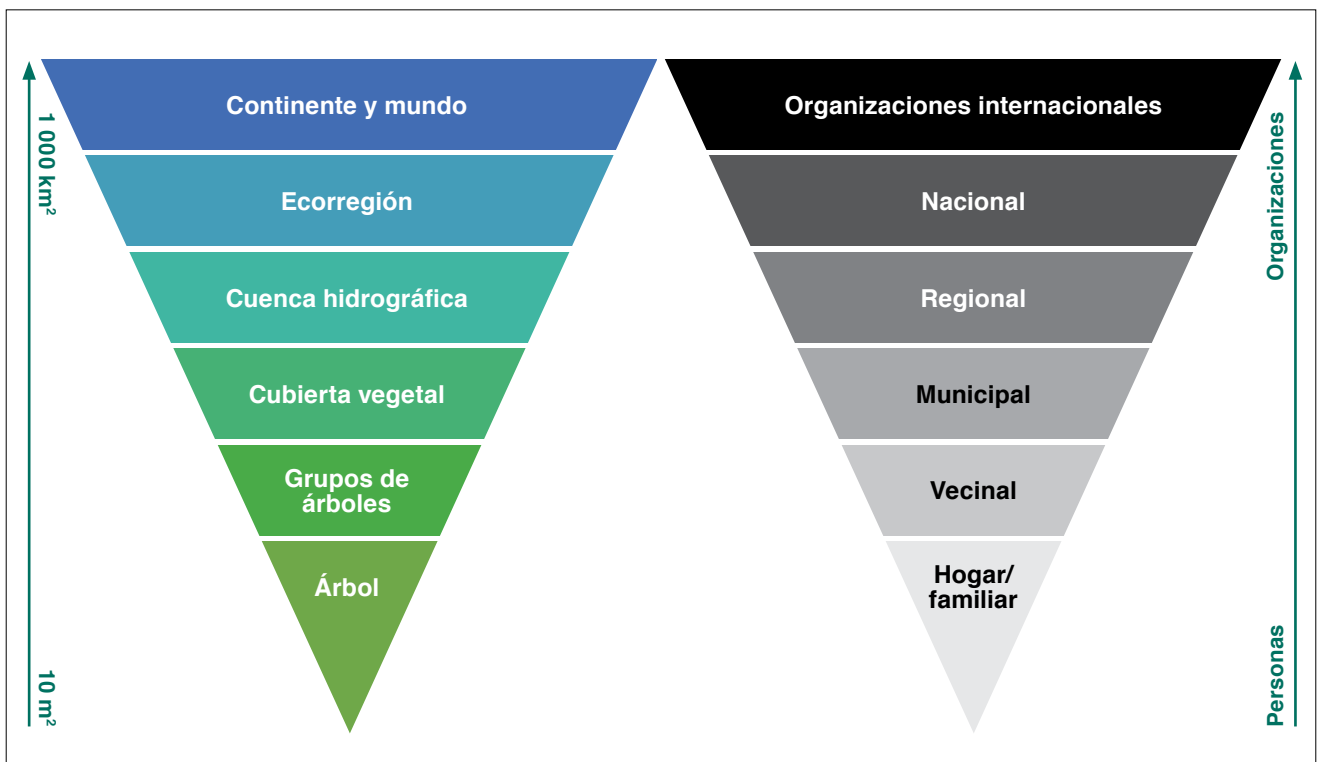 1 000 km²
10 m²
Continente y mundo
Ecorregión
Cuenca hidrográfica
Cubierta vegetal
Grupos de
árboles
Árbol
Organizaciones internacionales
Nacional
Regional
Municipal
Vecinal
Hogar/
familiar
Organizaciones
Personas